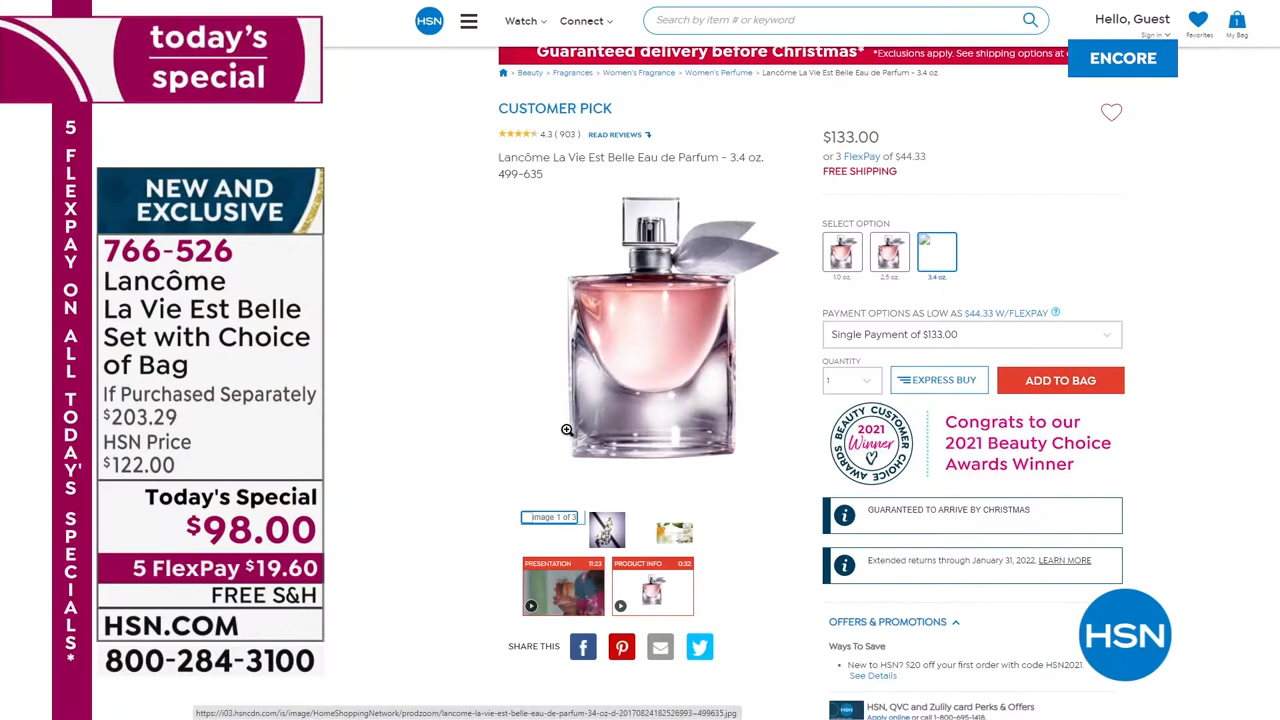 today's
special
5 FLEXPAY ON ALL TODAY'S SPECIALS*
NEW AND
EXCLUSIVE
766-526
Lancôme
La Vie Est Belle
Set with Choice
of Bag
If Purchased Separately
$203.29
HSN Price
$122.00
Today's Special
$98.00
5 FlexPay $19.60
FREE S&H
HSN.COM
800-284-3100
HSN
Watch
Connect
Search by item # or keyword
Hello, Guest
Sign in
Favorites
1
My Bag
Guaranteed delivery before Christmas* *Exclusions apply. See shipping options at
ENCORE
> Beauty > Fragrances > Women's Fragrance > Women's Perfume > Lancôme La Vie Est Belle Eau de Parfum - 3.4 oz.
CUSTOMER PICK
4.3 ( 903 ) READ REVIEWS
Lancôme La Vie Est Belle Eau de Parfum - 3.4 oz.
499-635
$133.00
or 3 FlexPay of $44.33
FREE SHIPPING
SELECT OPTION
1.0 oz.
2.5 oz.
3.4 oz.
PAYMENT OPTIONS AS LOW AS $44.33 W/FLEXPAY
Single Payment of $133.00
QUANTITY
1
EXPRESS BUY
ADD TO BAG
BEAUTY CUSTOMER CHOICE AWARDS
2021
Winner
Congrats to our
2021 Beauty Choice
Awards Winner
Image 1 of 3
GUARANTEED TO ARRIVE BY CHRISTMAS
Extended returns through January 31, 2022. LEARN MORE
PRESENTATION 11:23
PRODUCT INFO 0:32
SHARE THIS
OFFERS & PROMOTIONS
Ways To Save
• New to HSN? $20 off your first order with code HSN2021.
See Details
HSN
HSN, QVC and Zulily card Perks & Offers
Apply online or call 1-800-695-1418.
https://i03.hsncdn.com/is/image/HomeShoppingNetwork/prodzoom/lancome-la-vie-est-belle-eau-de-parfum-34-oz-d-20170824182526993~499635.jpg